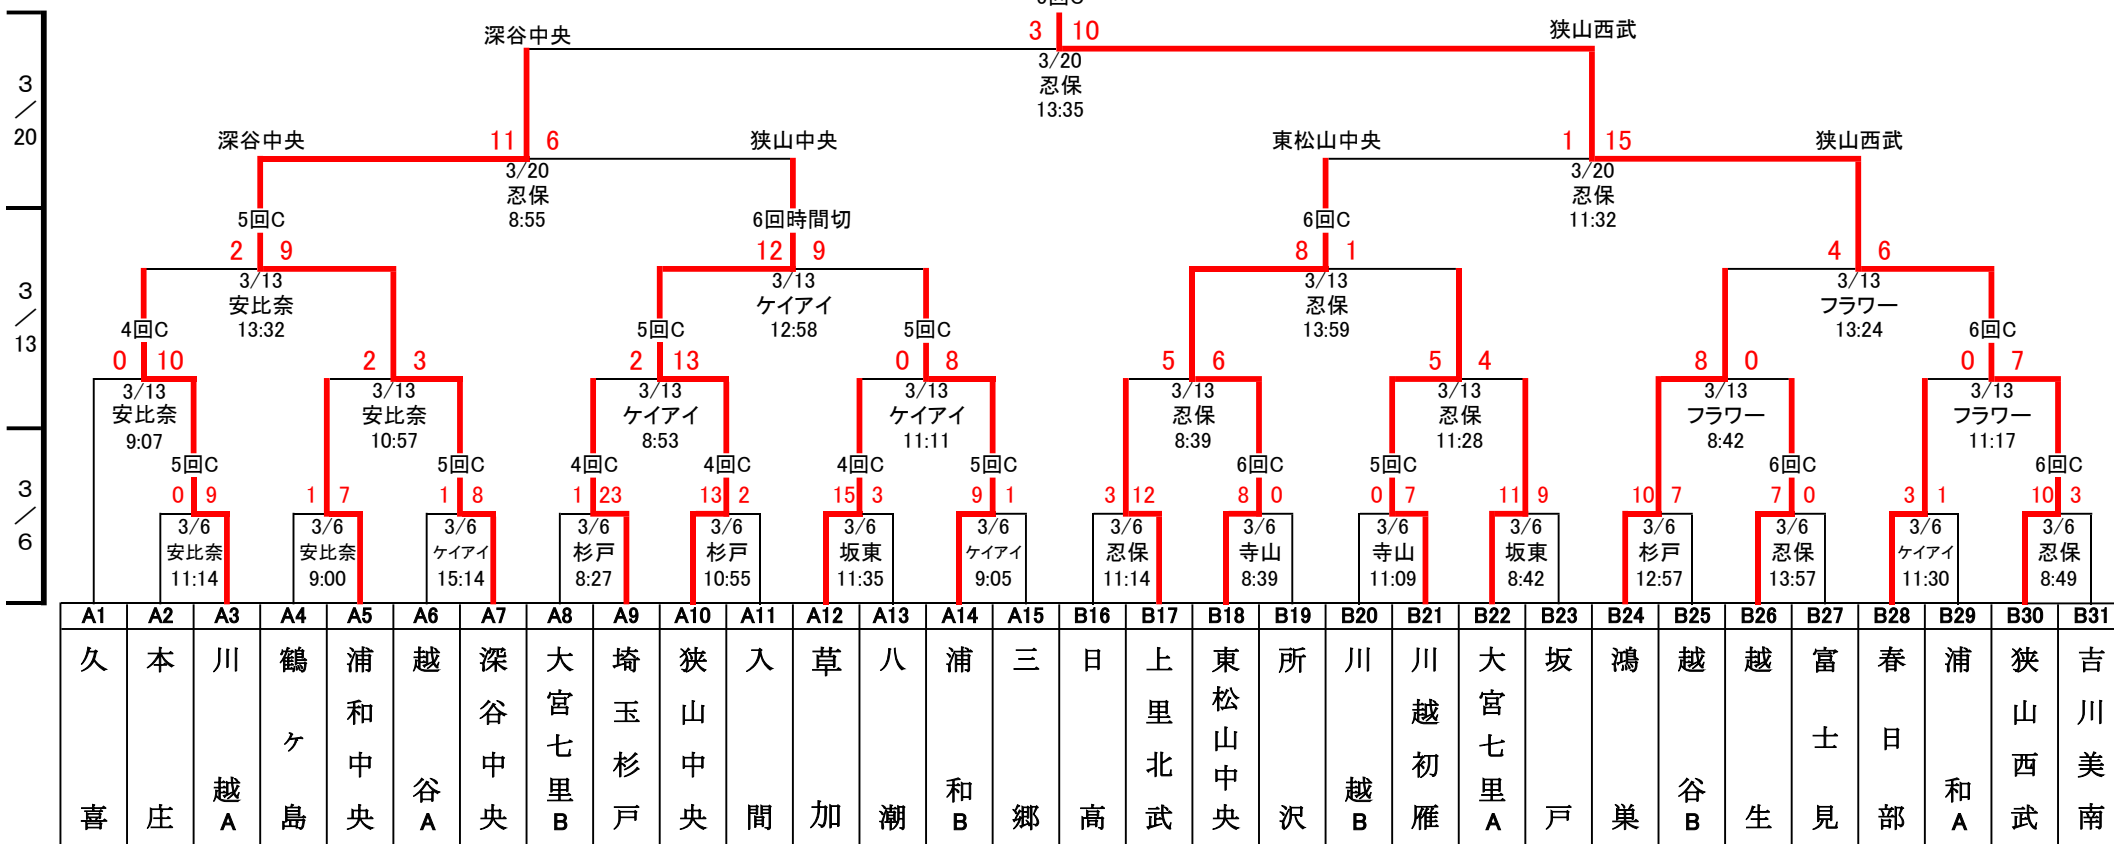 3 10
深谷中央 狭山西武
3/20
忍保
13:35
3/20
深谷中央 11 6 狭山中央 東松山中央 1 15 狭山西武
3/20 3/20
忍保 忍保
8:55 11:32
5回C 6回時間切 6回C
2 9 12 9 8 1 4 6
3/13 3/13 3/13 3/13
安比奈 ケイアイ 忍保 フラワー
13:32 12:58 13:59 13:24
3/13
4回C 5回C 5回C 6回C
0 10 2 3 2 13 0 8 5 6 5 4 8 0 0 7
3/13 3/13 3/13 3/13 3/13 3/13 3/13 3/13
安比奈 安比奈 ケイアイ ケイアイ 忍保 忍保 フラワー フラワー
9:07 10:57 8:53 11:11 8:39 11:28 8:42 11:17
5回C 5回C 4回C 4回C 4回C 5回C 6回C 5回C 6回C 6回C
3/6
0 9 1 7 1 8 1 23 13 2 15 3 9 1 3 12 8 0 0 7 11 9 10 7 7 0 3 1 10 3
3/6 3/6 3/6 3/6 3/6 3/6 3/6 3/6 3/6 3/6 3/6 3/6 3/6 3/6 3/6
安比奈 安比奈 ケイアイ 杉戸 杉戸 坂東 ケイアイ 忍保 寺山 寺山 坂東 杉戸 忍保 ケイアイ 忍保
11:14 9:00 15:14 8:27 10:55 11:35 9:05 11:14 8:39 11:09 8:42 12:57 13:57 11:30 8:49
A1 A2 A3 A4 A5 A6 A7 A8 A9 A10 A11 A12 A13 A14 A15 B16 B17 B18 B19 B20 B21 B22 B23 B24 B25 B26 B27 B28 B29 B30 B31
久喜
本庄
川越A
鶴ヶ島
浦和中央
越谷A
深谷中央
大宮七里B
埼玉杉戸
狭山中央
入間
草加
八潮
浦和B
三郷
日高
上里北武
東松山中央
所沢
川越B
川越初雁
大宮七里A
坂戸
鴻巣
越谷B
越生
富士見
春日部
浦和A
狭山西武
吉川美南